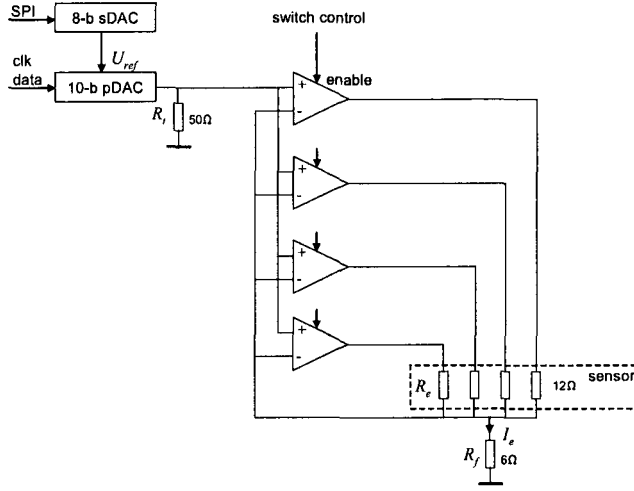 SPI
8-b sDAC
switch control
clk
data
U_ref
enable
10-b pDAC
+
-
R_t
50Ω
+
-
+
-
+
-
sensor
R_e
12Ω
I_e
R_f
6Ω